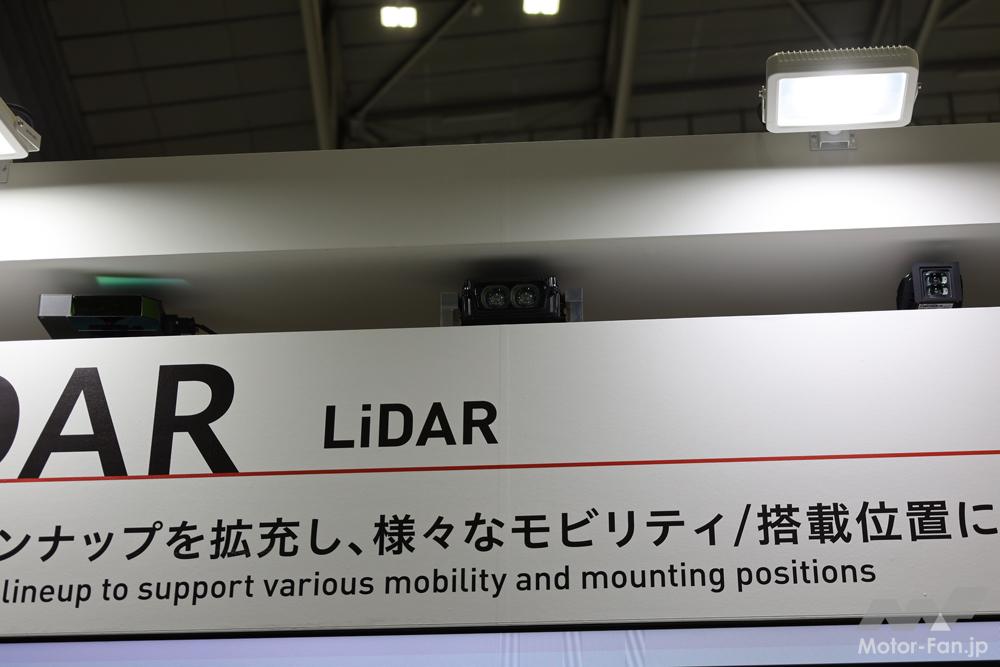 DAR LiDAR
ンナップを拡充し、様々なモビリティ/搭載位置に
lineup to support various mobility and mounting positions
Motor-Fan.jp